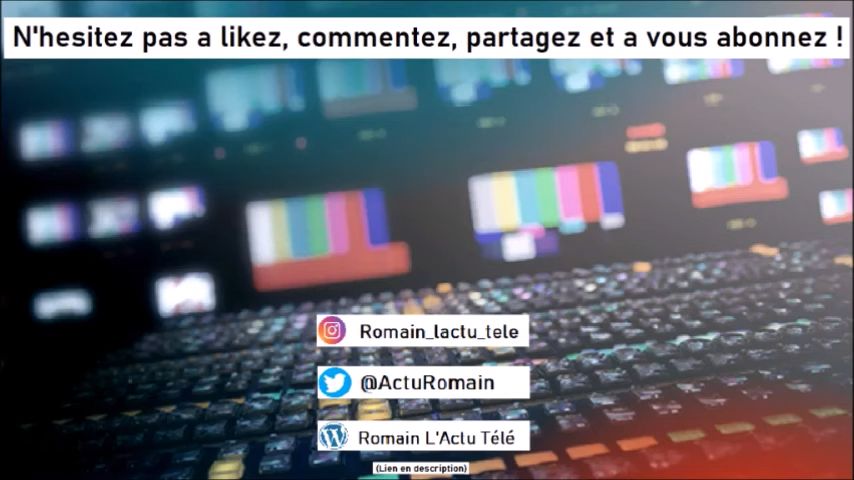 N'hesitez pas a likez, commentez, partagez et a vous abonnez !
Romain_lactu_tele
@ActuRomain
Romain L'Actu Télé
(Lien en description)